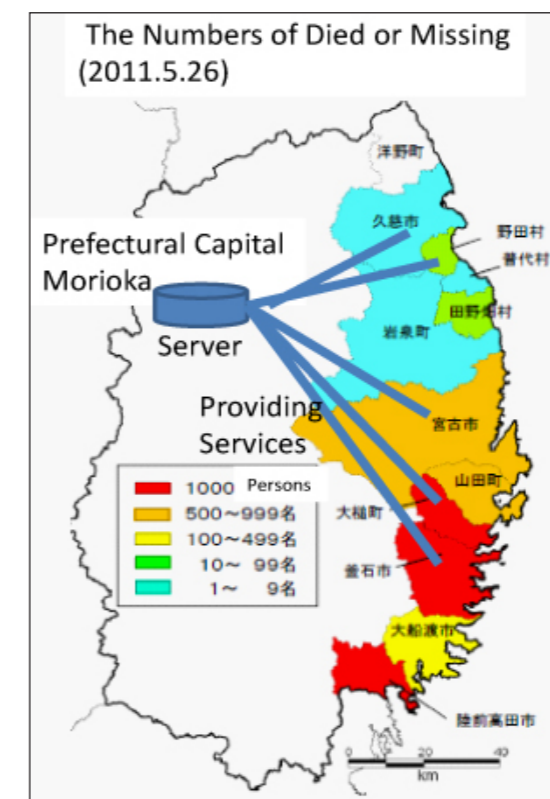 The Numbers of Died or Missing
(2011.5.26)
洋野町
久慈市
野田村
普代村
Prefectural Capital
Morioka
田野畑村
岩泉町
Server
Providing
Services
宮古市
山田町
1000 Persons
500～999名
100～499名
10～ 99名
1～ 9名
大槌町
釜石市
大船渡市
陸前高田市
0 20 40
km